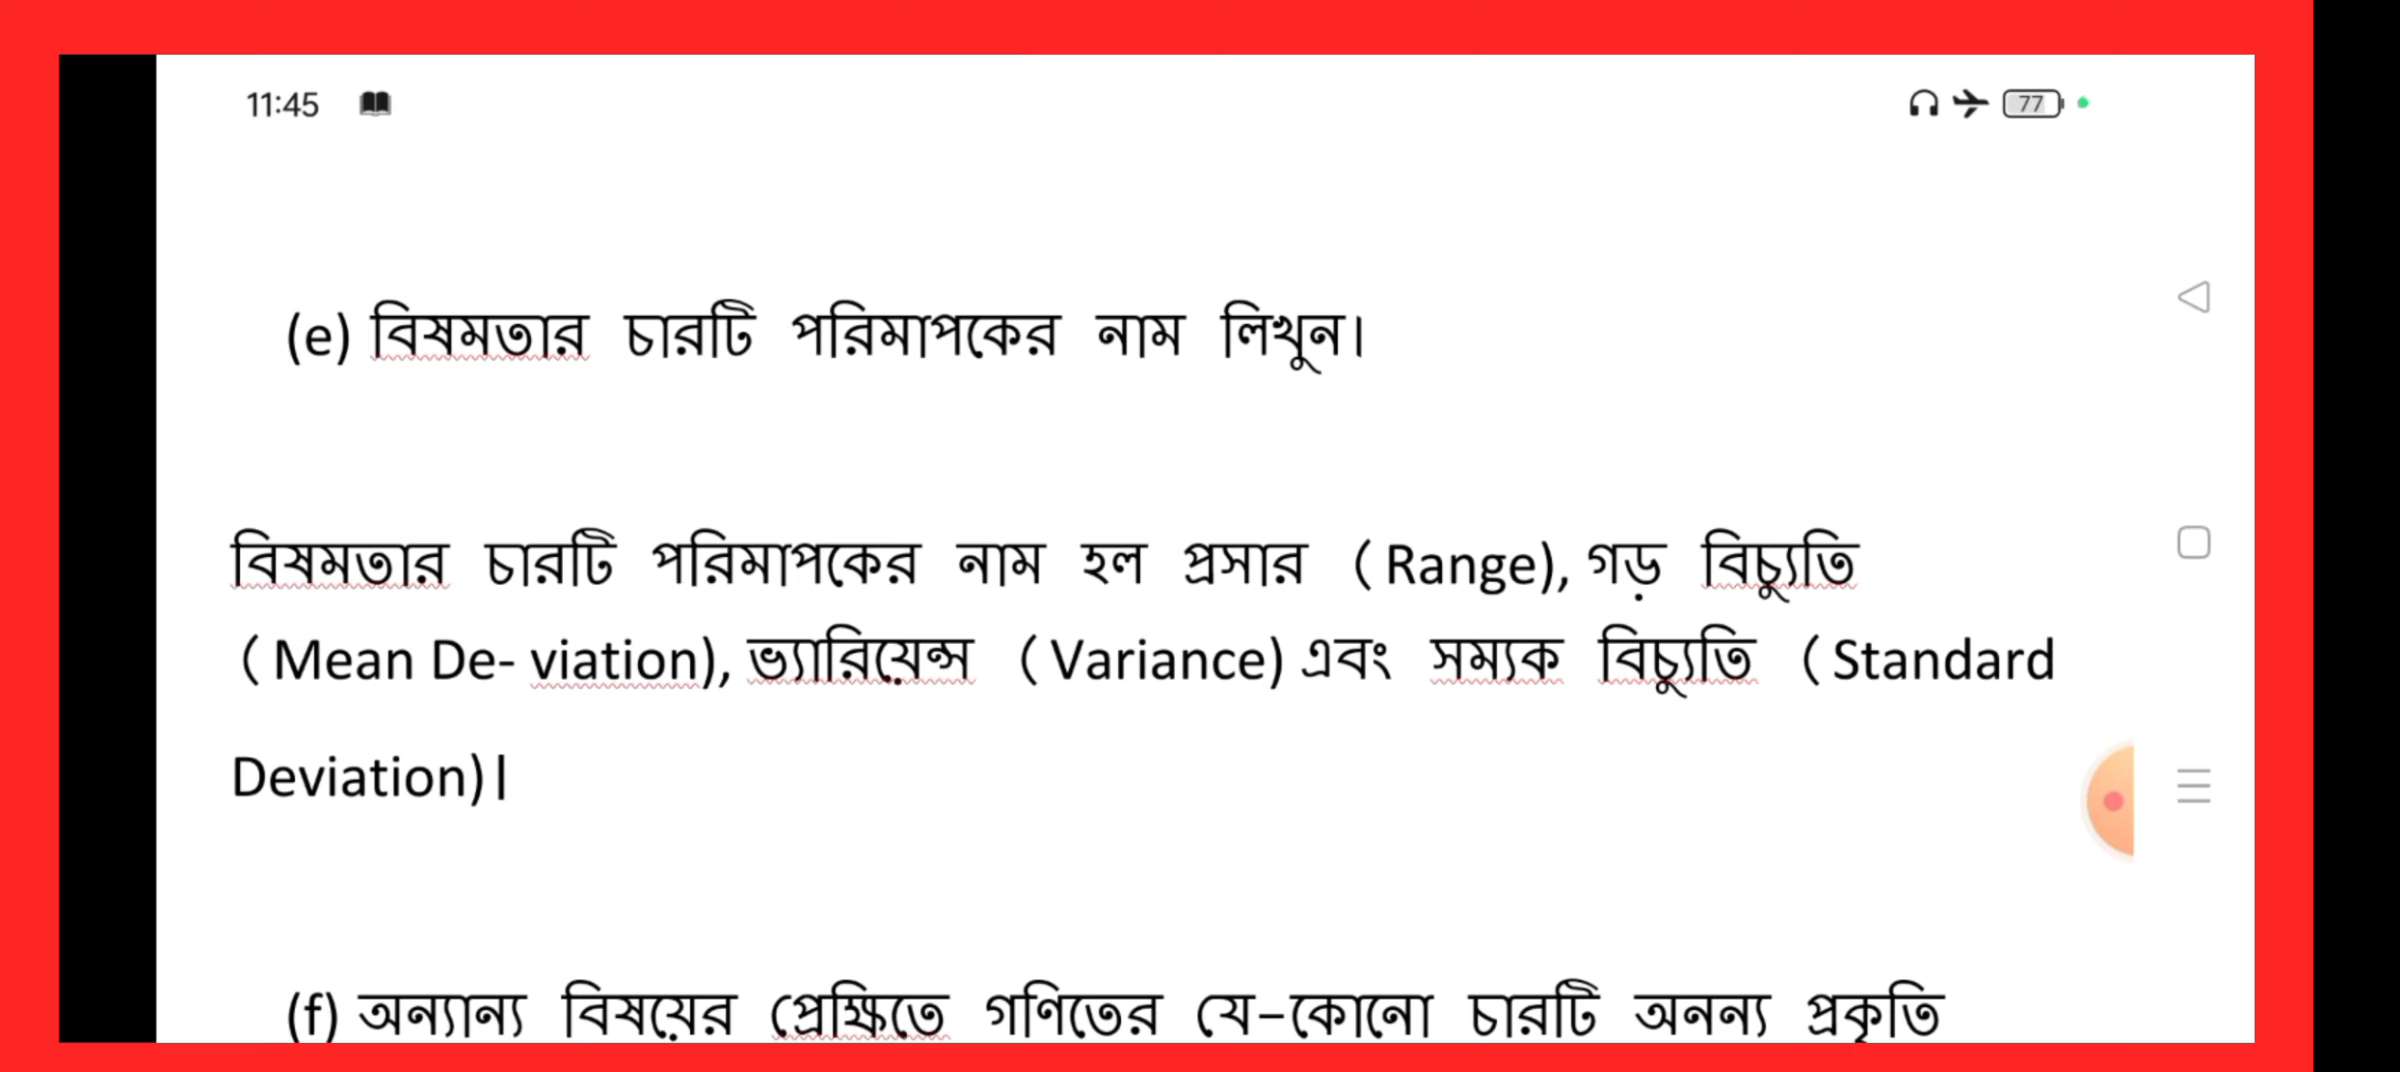 11:45
77
(e) বিষমতার চারটি পরিমাপকের নাম লিখুন।
বিষমতার চারটি পরিমাপকের নাম হল প্রসার (Range), গড় বিচ্যুতি
(Mean De- viation), ভ্যারিয়েন্স (Variance) এবং সম্যক বিচ্যুতি (Standard
Deviation)।
(f) অন্যান্য বিষয়ের প্রেক্ষিতে গণিতের যে-কোনো চারটি অনন্য প্রকৃতি